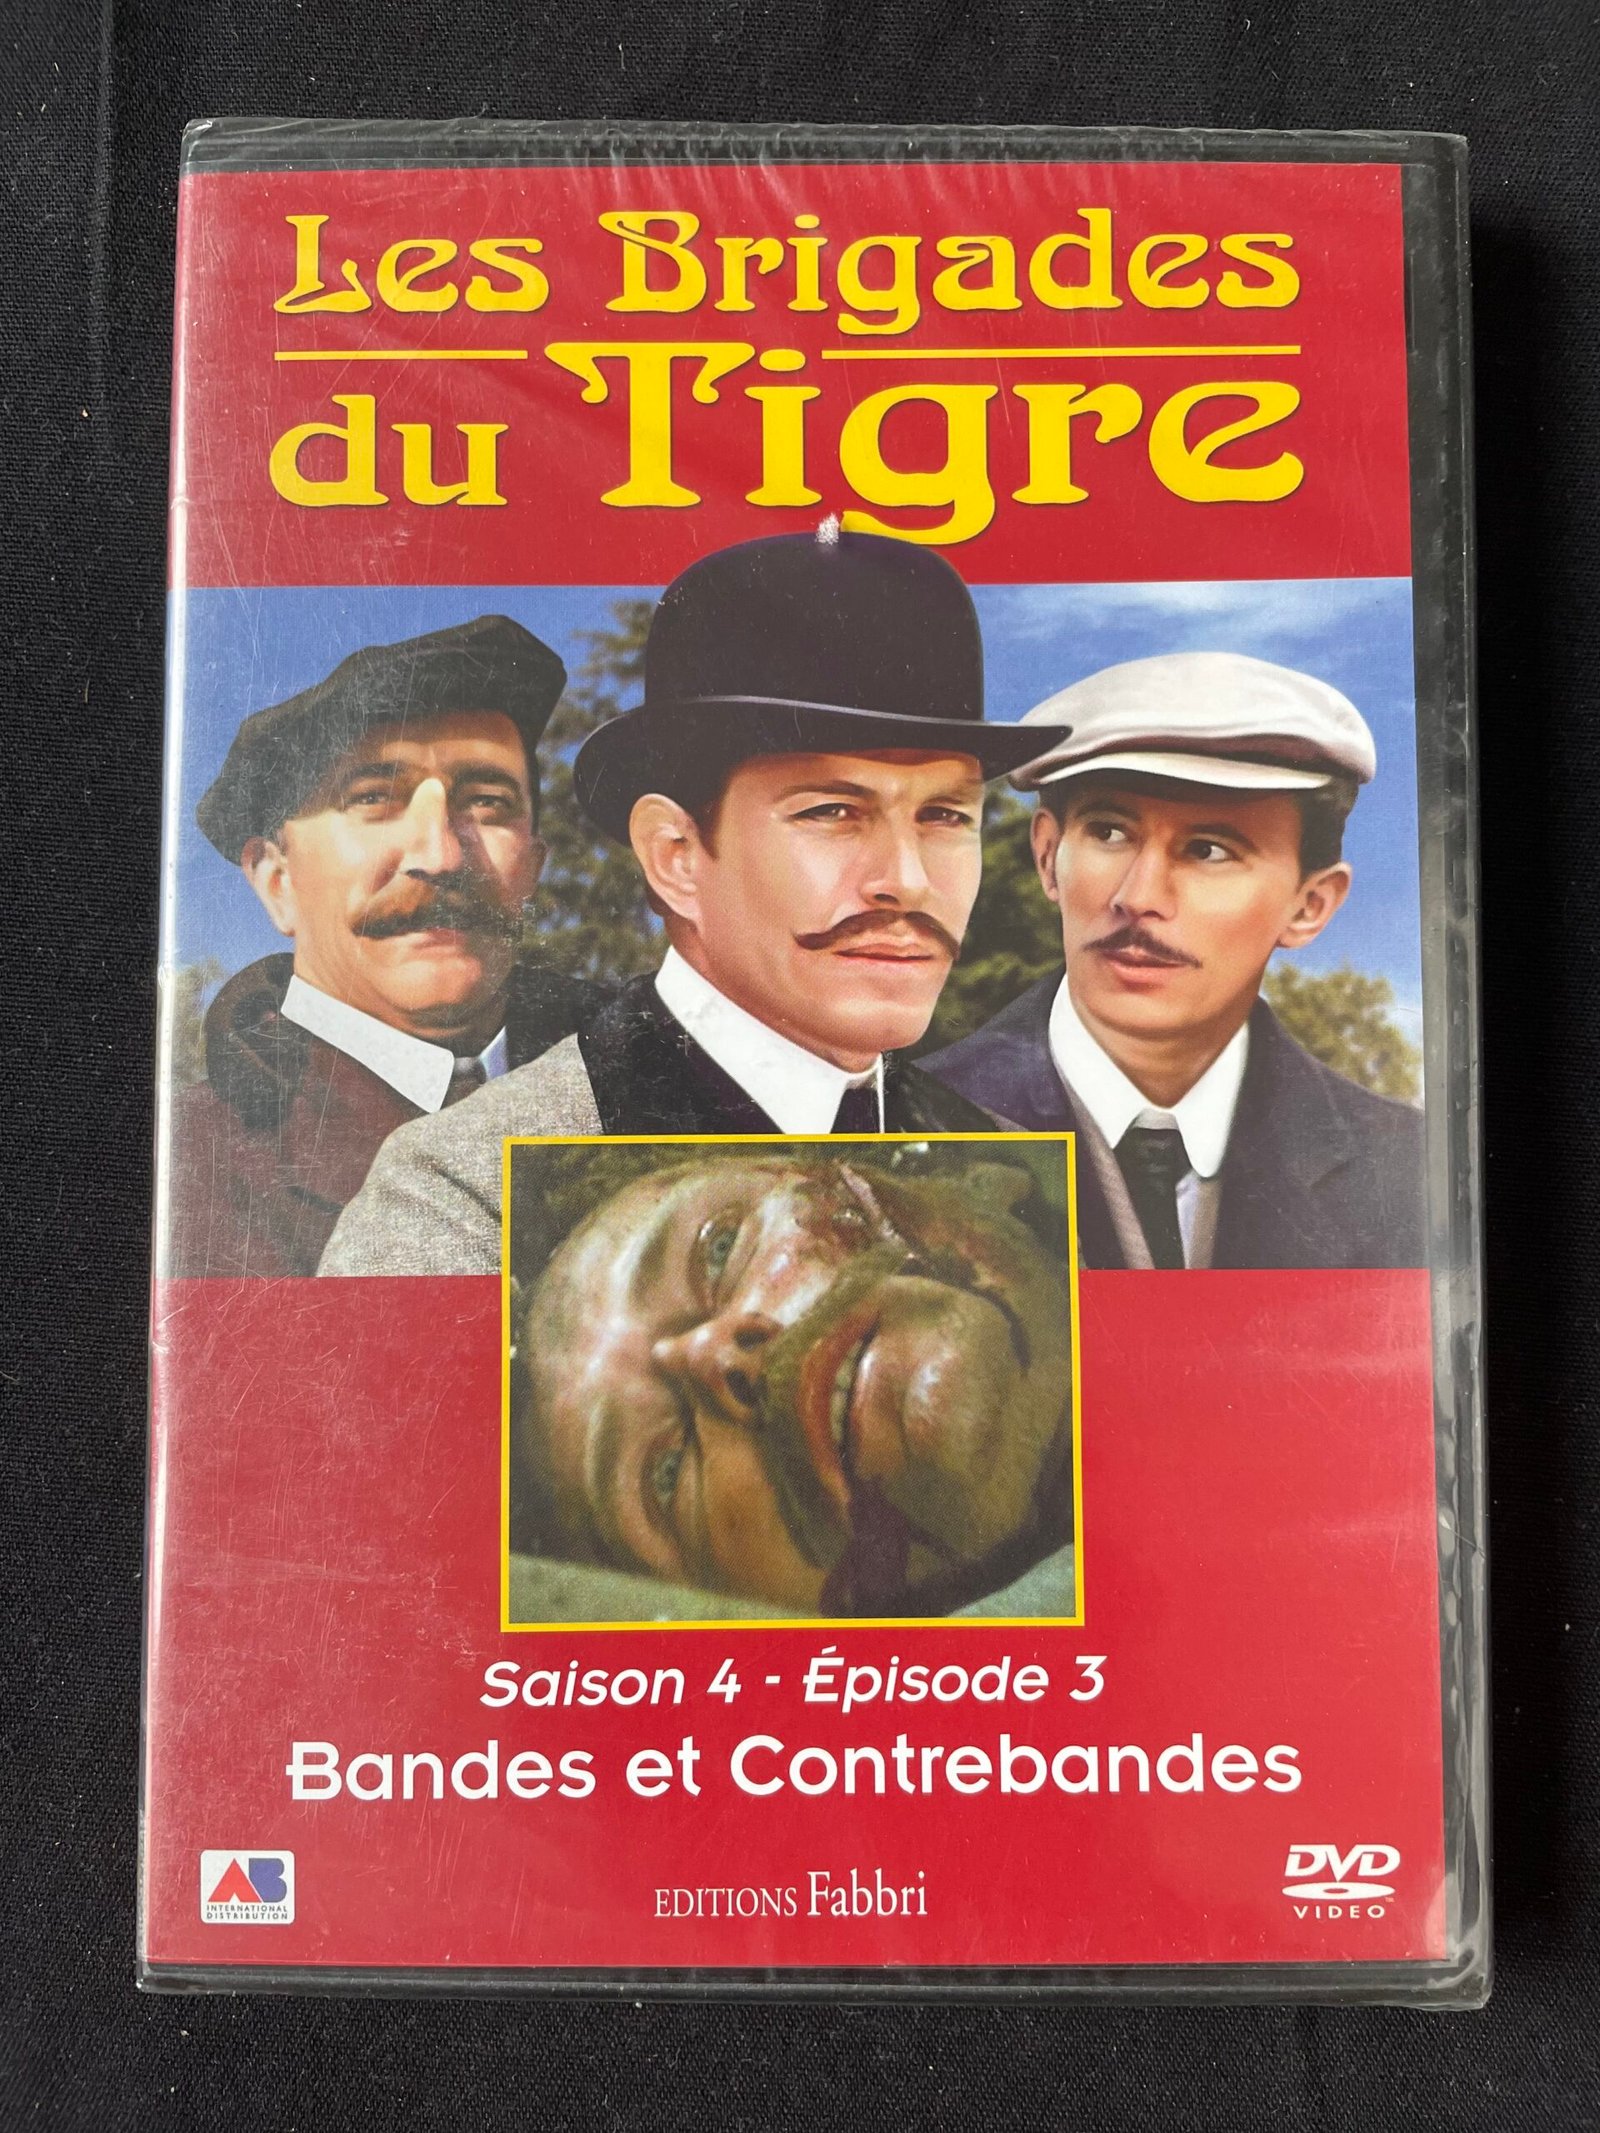 Les Brigades
du Tigre
Saison 4 - Épisode 3
Bandes et Contrebandes
AB
INTERNATIONAL
DISTRIBUTION
EDITIONS Fabbri
DVD
VIDEO